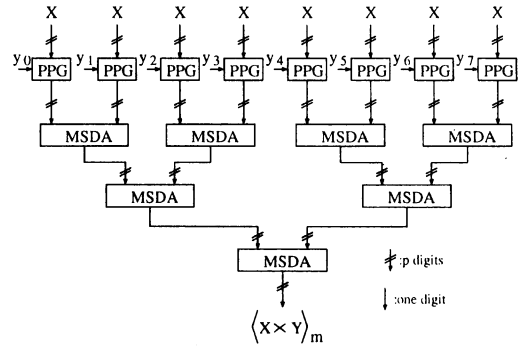 X X X X X X X X
y0 y1 y2 y3 y4 y5 y6 y7
PPG PPG PPG PPG PPG PPG PPG PPG
MSDA MSDA MSDA MSDA
MSDA MSDA
MSDA
:p digits
:one digit
⟨X × Y⟩m